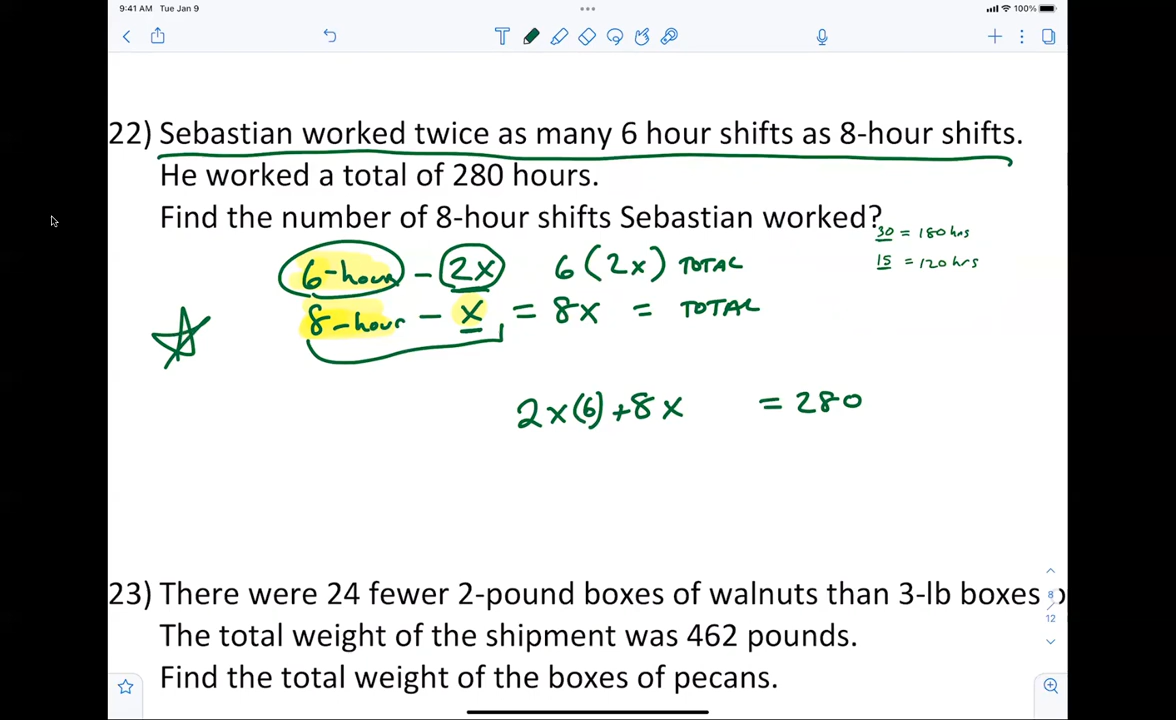 9:41 AM Tue Jan 9
100%
22) Sebastian worked twice as many 6 hour shifts as 8-hour shifts.
He worked a total of 280 hours.
Find the number of 8-hour shifts Sebastian worked?
30 = 180 hrs
15 = 120 hrs
6-hour - 2x 6(2x) TOTAL
8-hour - x = 8x = TOTAL
2x(6)+8x = 280
23) There were 24 fewer 2-pound boxes of walnuts than 3-lb boxes
8
12
The total weight of the shipment was 462 pounds.
Find the total weight of the boxes of pecans.